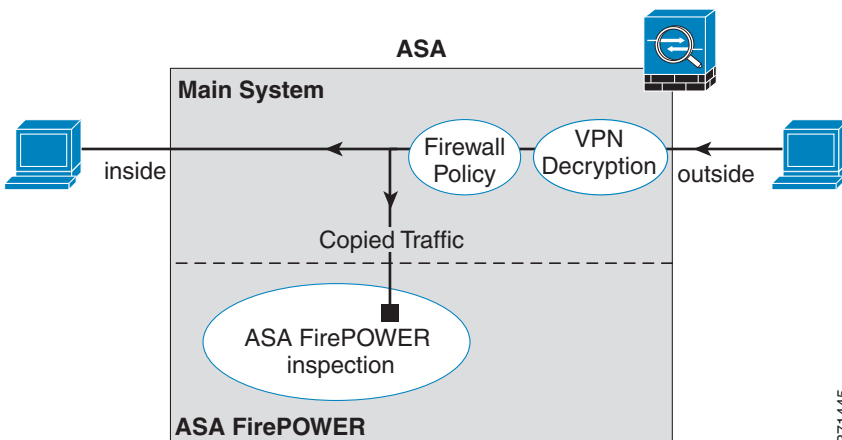 ASA
Main System
Firewall
Policy
VPN
Decryption
inside
outside
Copied Traffic
ASA FirePOWER
inspection
ASA FirePOWER